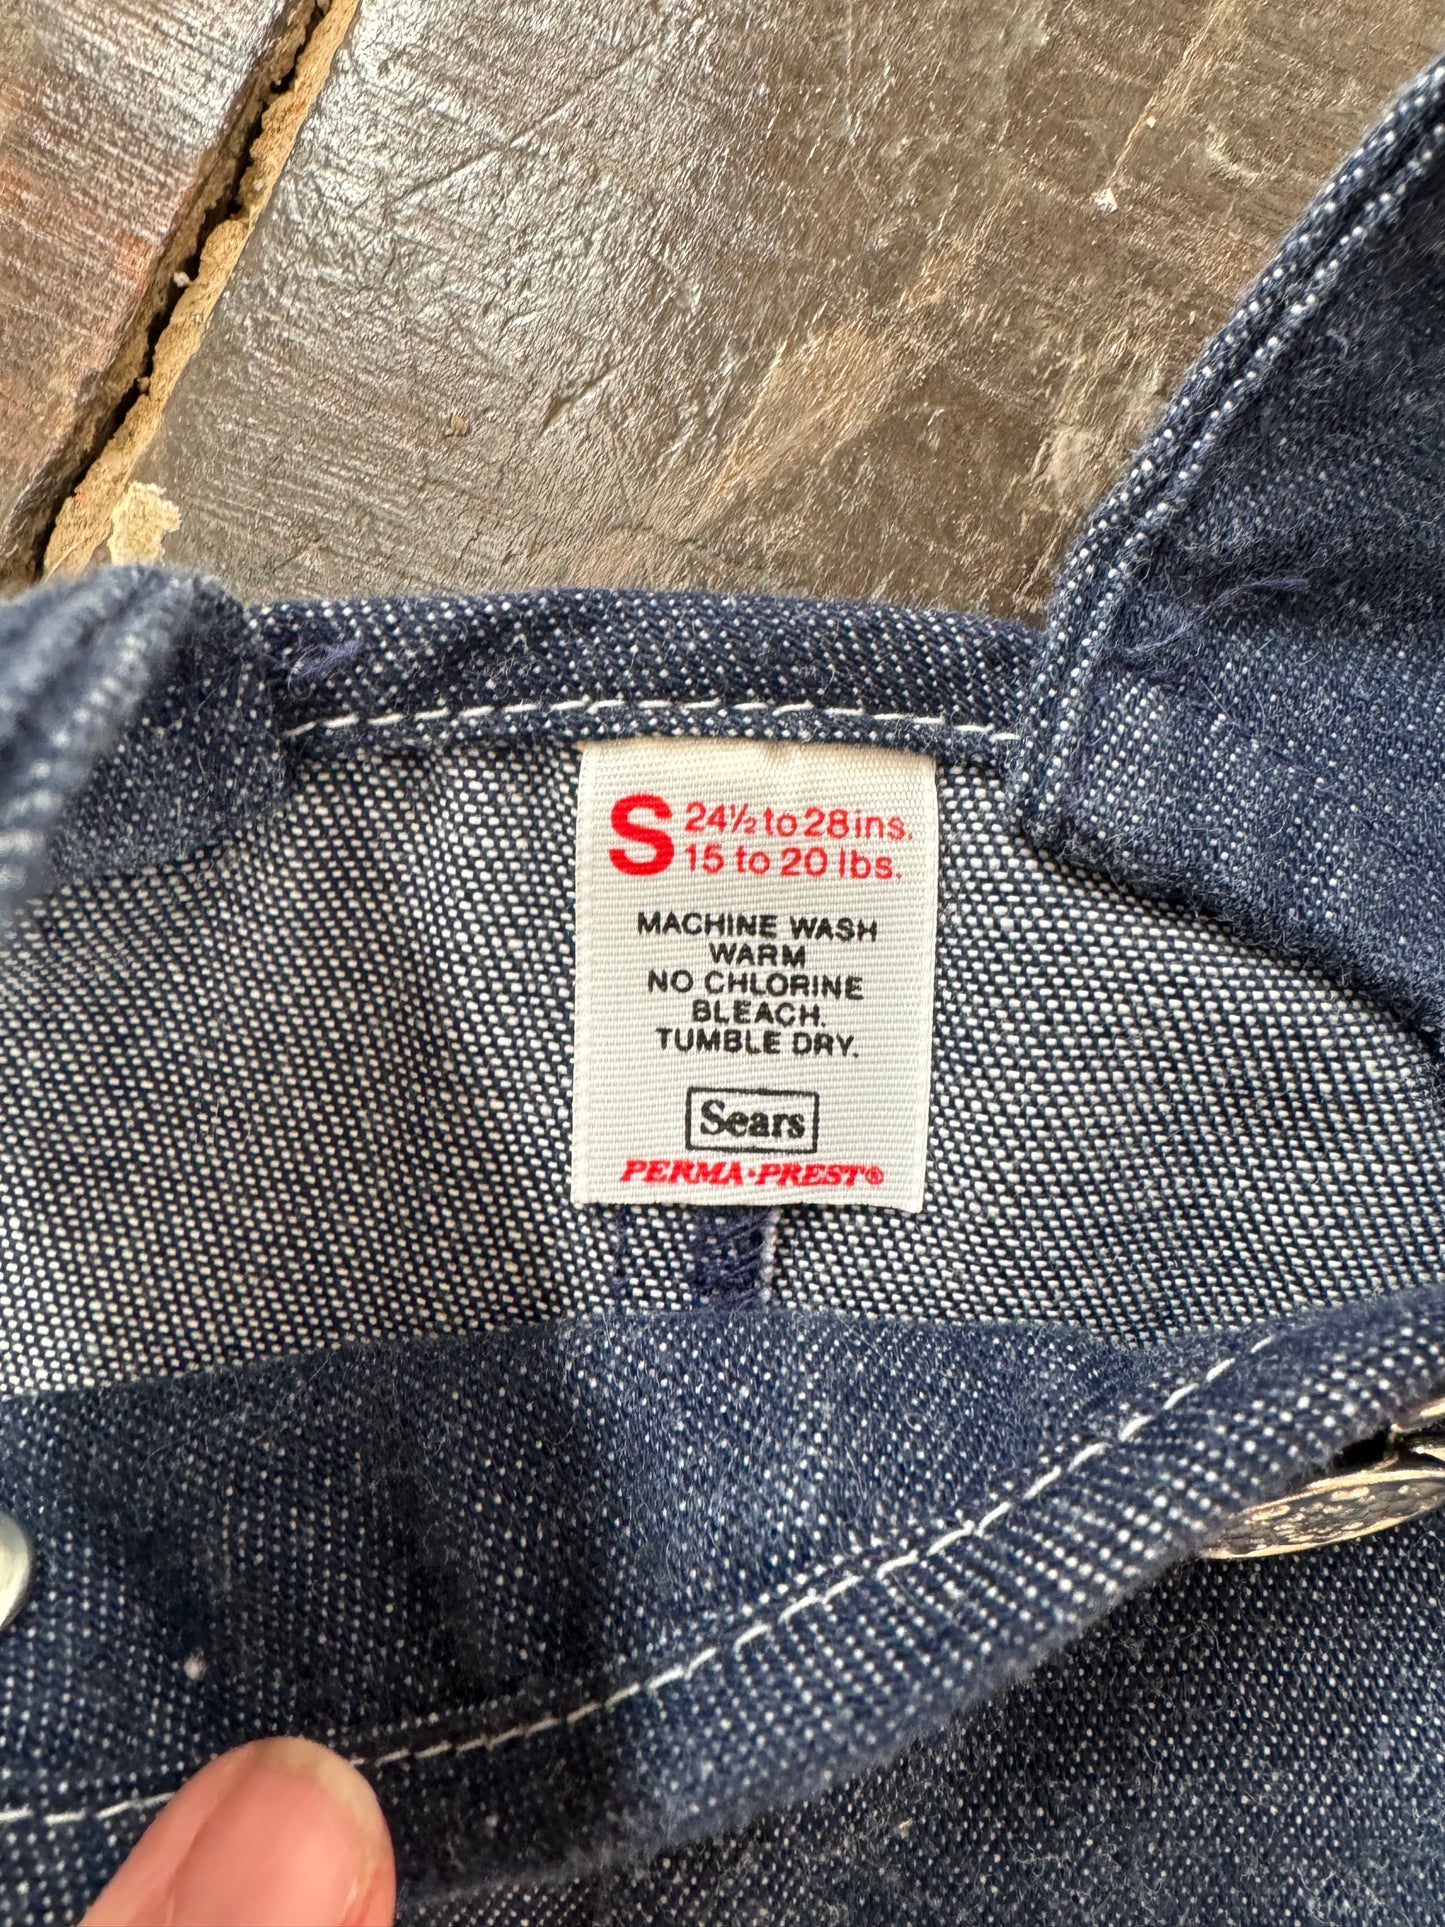 S 24½ to 28 ins.
15 to 20 lbs.
MACHINE WASH
WARM
NO CHLORINE
BLEACH.
TUMBLE DRY.
Sears
PERMA·PREST®